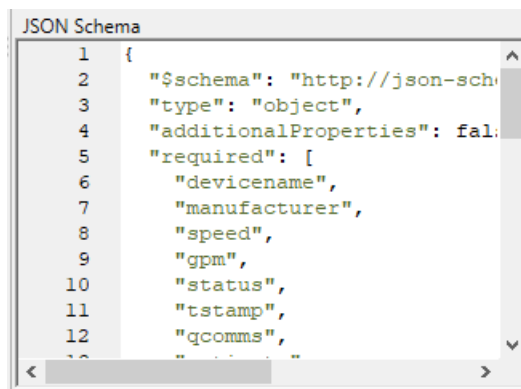 JSON Schema
1 {
2 "$schema": "http://json-sch
3 "type": "object",
4 "additionalProperties": fal
5 "required": [
6 "devicename",
7 "manufacturer",
8 "speed",
9 "gpm",
10 "status",
11 "tstamp",
12 "qcomms",